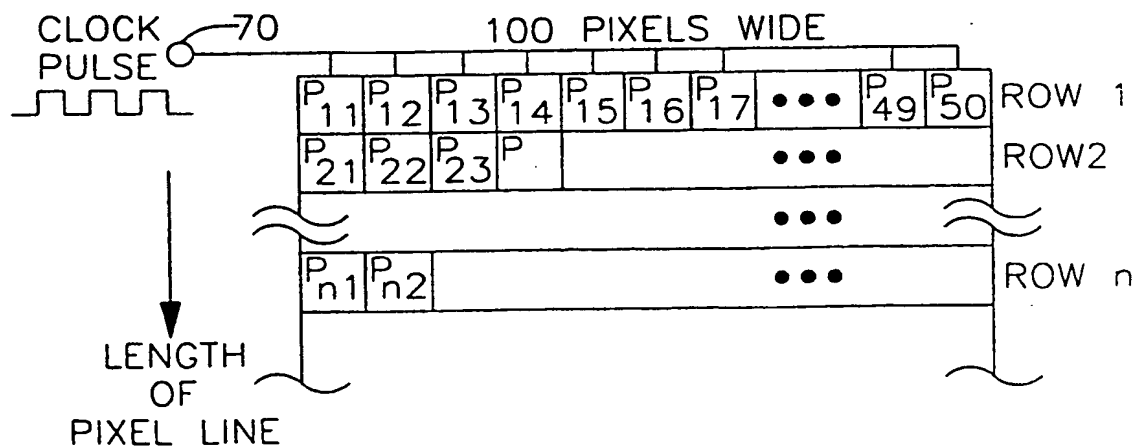 CLOCK PULSE
70
100 PIXELS WIDE
P11 P12 P13 P14 P15 P16 P17 ••• P49 P50 ROW 1
P21 P22 P23 P ••• ROW2
•••
Pn1 Pn2 ••• ROW n
LENGTH
OF
PIXEL LINE